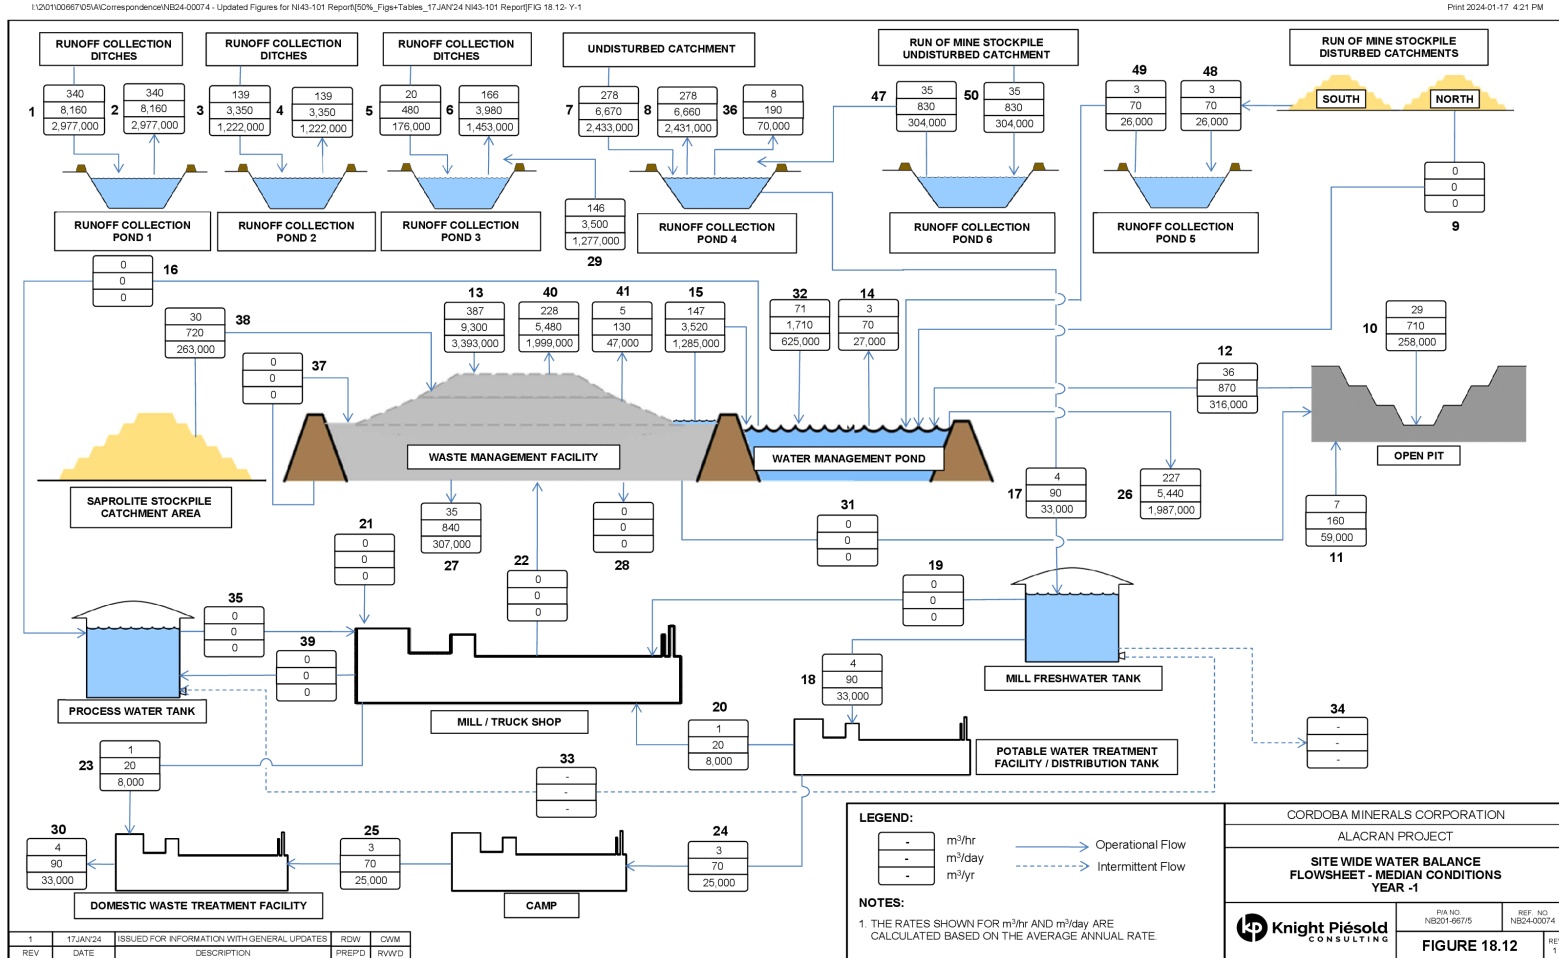 I:\2\01\00667\05\A\Correspondence\NB24-00074 - Updated Figures for NI43-101 Report\[50%_Figs+Tables_17JAN'24 NI43-101 Report]FIG 18.12- Y-1
Print 2024-01-17 4:21 PM
RUNOFF COLLECTION
DITCHES
RUNOFF COLLECTION
DITCHES
RUNOFF COLLECTION
DITCHES
UNDISTURBED CATCHMENT
RUN OF MINE STOCKPILE
UNDISTURBED CATCHMENT
RUN OF MINE STOCKPILE
DISTURBED CATCHMENTS
1
340
8,160
2,977,000
2
340
8,160
2,977,000
3
139
3,350
1,222,000
4
139
3,350
1,222,000
5
20
480
176,000
6
166
3,980
1,453,000
7
278
6,670
2,433,000
8
278
6,660
2,431,000
36
8
190
70,000
47
35
830
304,000
50
35
830
304,000
49
3
70
26,000
48
3
70
26,000
SOUTH
NORTH
0
0
0
9
RUNOFF COLLECTION
POND 1
RUNOFF COLLECTION
POND 2
RUNOFF COLLECTION
POND 3
146
3,500
1,277,000
29
RUNOFF COLLECTION
POND 4
RUNOFF COLLECTION
POND 6
RUNOFF COLLECTION
POND 5
0
0
0
16
30
720
263,000
38
0
0
0
37
13
387
9,300
3,393,000
40
228
5,480
1,999,000
41
5
130
47,000
15
147
3,520
1,285,000
32
71
1,710
625,000
14
3
70
27,000
10
29
710
258,000
12
36
870
316,000
WASTE MANAGEMENT FACILITY
WATER MANAGEMENT POND
OPEN PIT
SAPROLITE STOCKPILE
CATCHMENT AREA
35
840
307,000
27
0
0
0
28
31
0
0
0
17
4
90
33,000
26
227
5,440
1,987,000
7
160
59,000
11
21
0
0
0
22
0
0
0
35
0
0
0
39
0
0
0
19
0
0
0
PROCESS WATER TANK
MILL / TRUCK SHOP
18
4
90
33,000
MILL FRESHWATER TANK
34
-
-
-
20
1
20
8,000
POTABLE WATER TREATMENT
FACILITY / DISTRIBUTION TANK
23
1
20
8,000
33
-
-
-
30
4
90
33,000
25
3
70
25,000
24
3
70
25,000
DOMESTIC WASTE TREATMENT FACILITY
CAMP
LEGEND:
-
-
-
m³/hr
m³/day
m³/yr
Operational Flow
Intermittent Flow
NOTES:
1. THE RATES SHOWN FOR m³/hr AND m³/day ARE
CALCULATED BASED ON THE AVERAGE ANNUAL RATE.
CORDOBA MINERALS CORPORATION
ALACRAN PROJECT
SITE WIDE WATER BALANCE
FLOWSHEET - MEDIAN CONDITIONS
YEAR -1
Knight Piésold
CONSULTING
P/A NO.
NB201-667/5
REF. NO.
NB24-00074
FIGURE 18.12
REV
1
1 17JAN'24 ISSUED FOR INFORMATION WITH GENERAL UPDATES RDW CWM
REV DATE DESCRIPTION PREP'D RVW'D